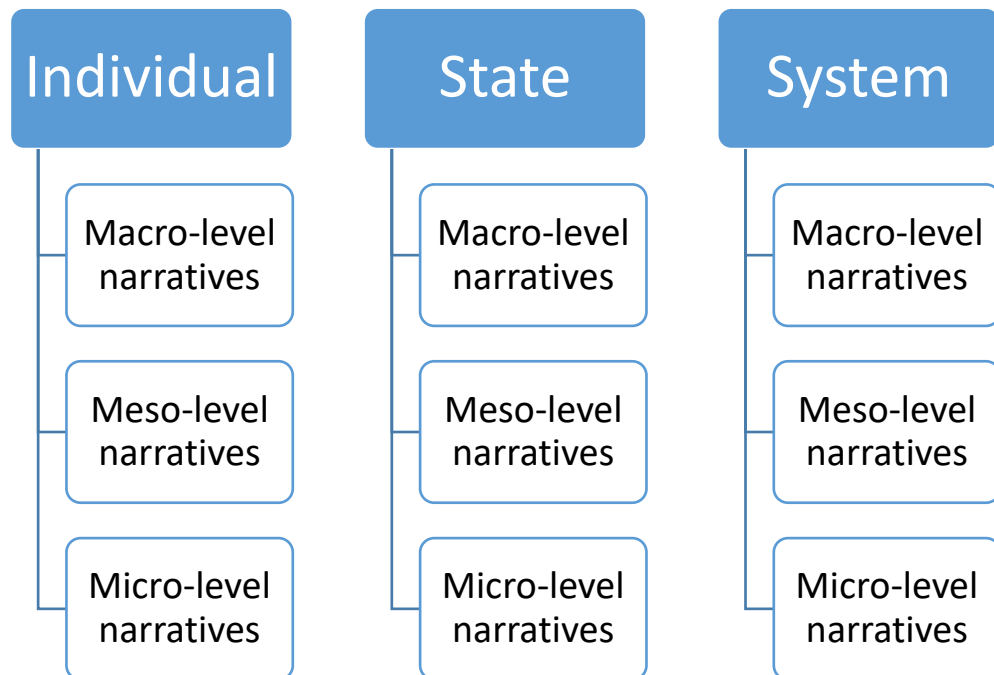 Individual
Macro-level
narratives
Meso-level
narratives
Micro-level
narratives
State
Macro-level
narratives
Meso-level
narratives
Micro-level
narratives
System
Macro-level
narratives
Meso-level
narratives
Micro-level
narratives